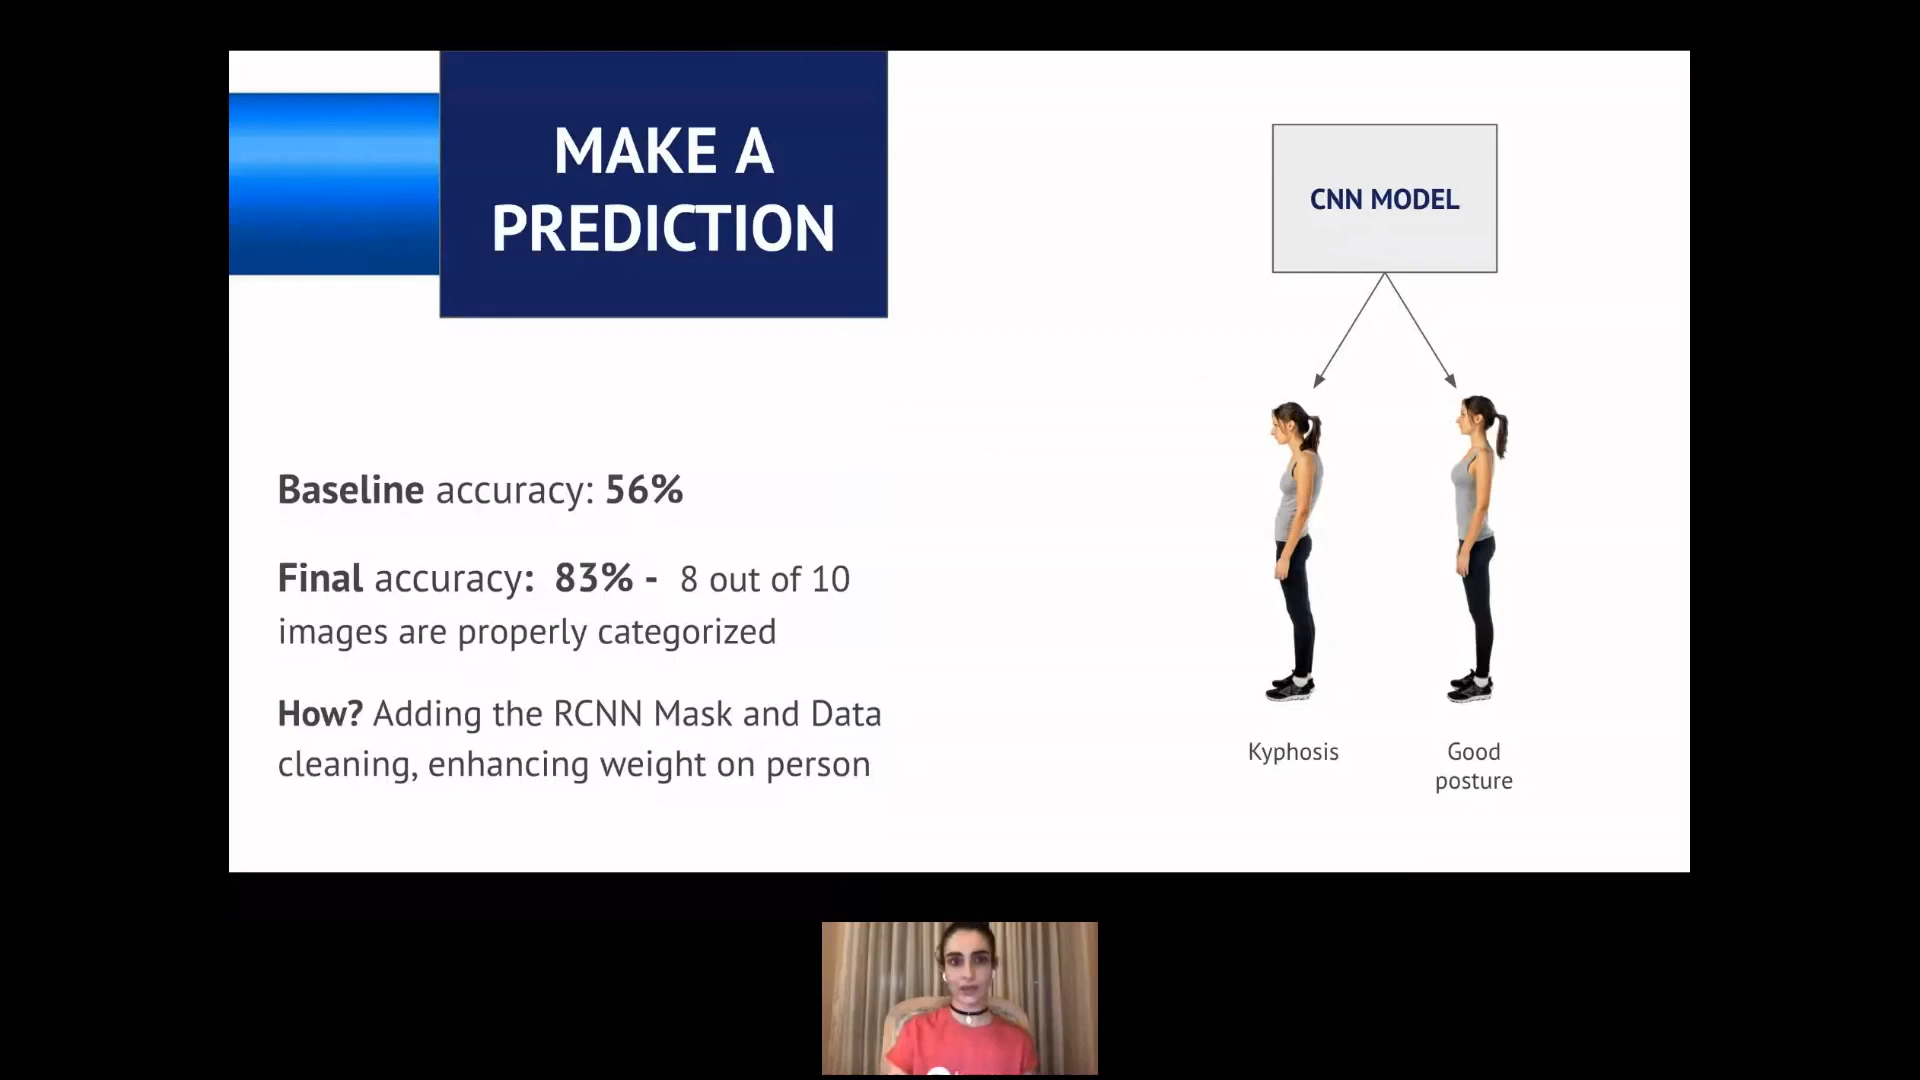 MAKE A
PREDICTION
CNN MODEL
Baseline accuracy: 56%
Final accuracy: 83% - 8 out of 10
images are properly categorized
How? Adding the RCNN Mask and Data
cleaning, enhancing weight on person
Kyphosis
Good
posture